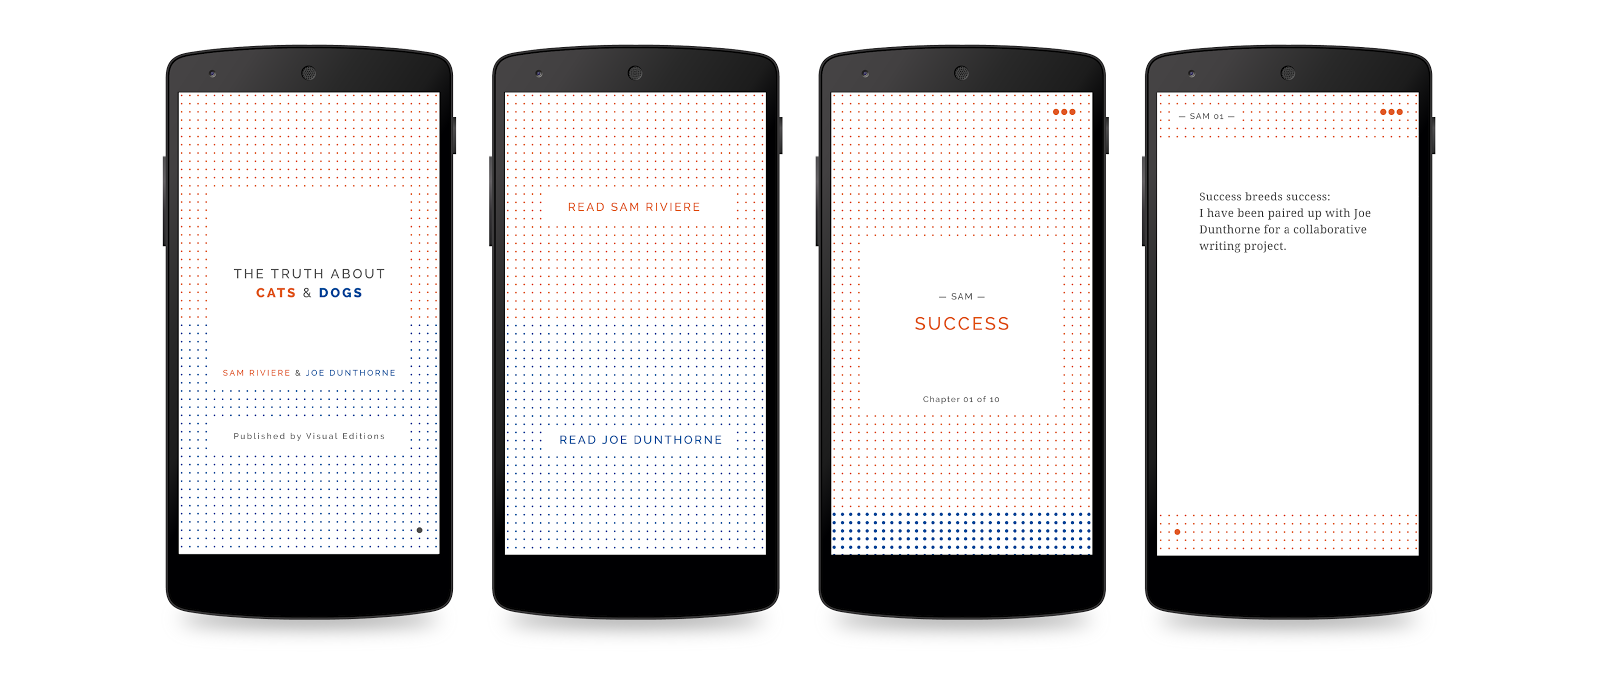 THE TRUTH ABOUT
CATS & DOGS
SAM RIVIERE & JOE DUNTHORNE
Published by Visual Editions
READ SAM RIVIERE
READ JOE DUNTHORNE
— SAM —
SUCCESS
Chapter 01 of 10
— SAM 01 —
Success breeds success:
I have been paired up with Joe
Dunthorne for a collaborative
writing project.